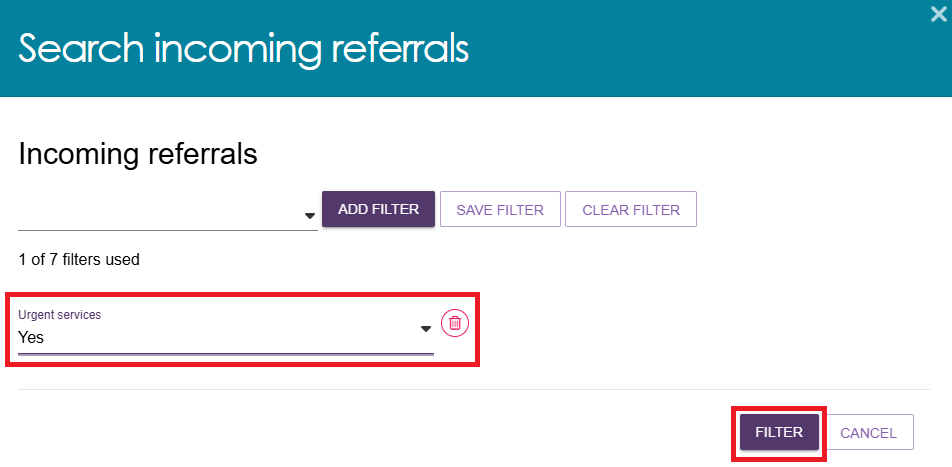 Search incoming referrals
Incoming referrals
ADD FILTER SAVE FILTER CLEAR FILTER
1 of 7 filters used
Urgent services
Yes
FILTER CANCEL